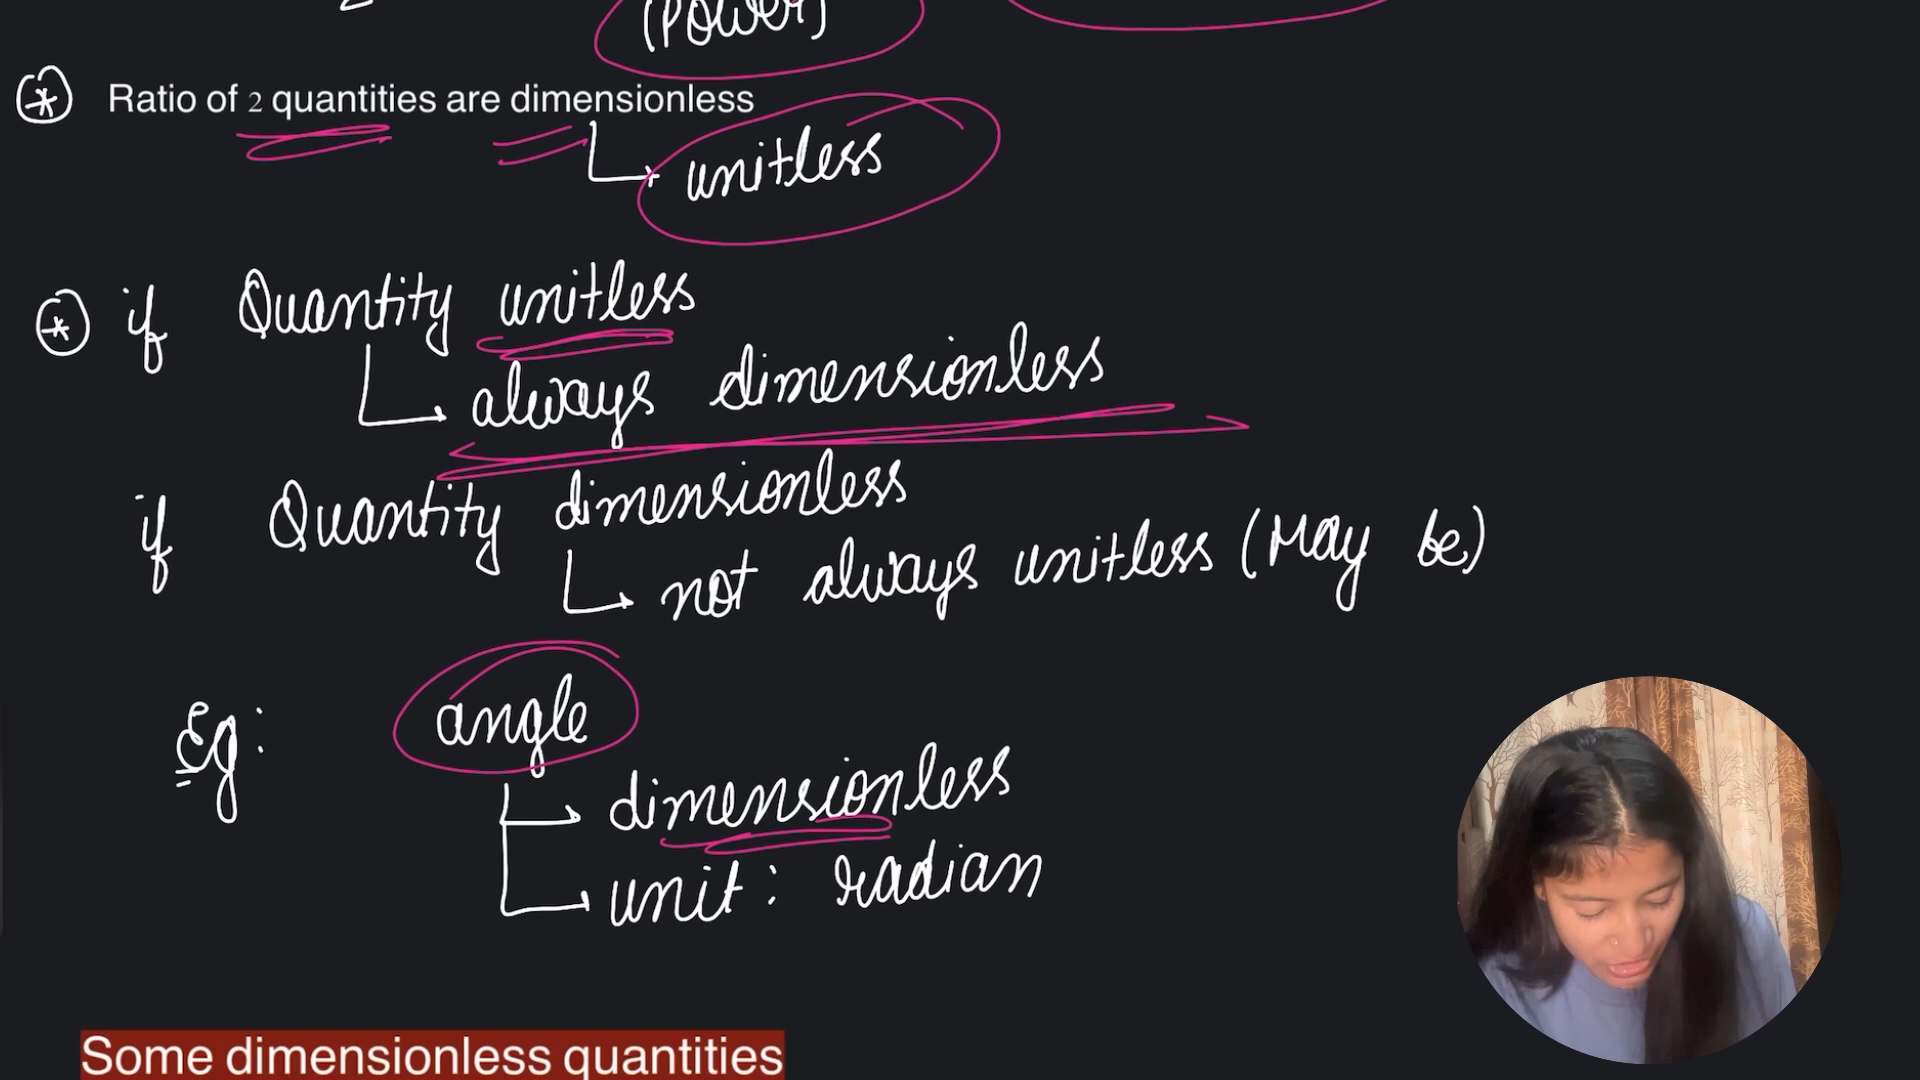 (Power)
Ratio of 2 quantities are dimensionless
unitless
if Quantity unitless
always dimensionless
if Quantity dimensionless
not always unitless (May be)
Eg: angle
dimensionless
unit: radian
Some dimensionless quantities